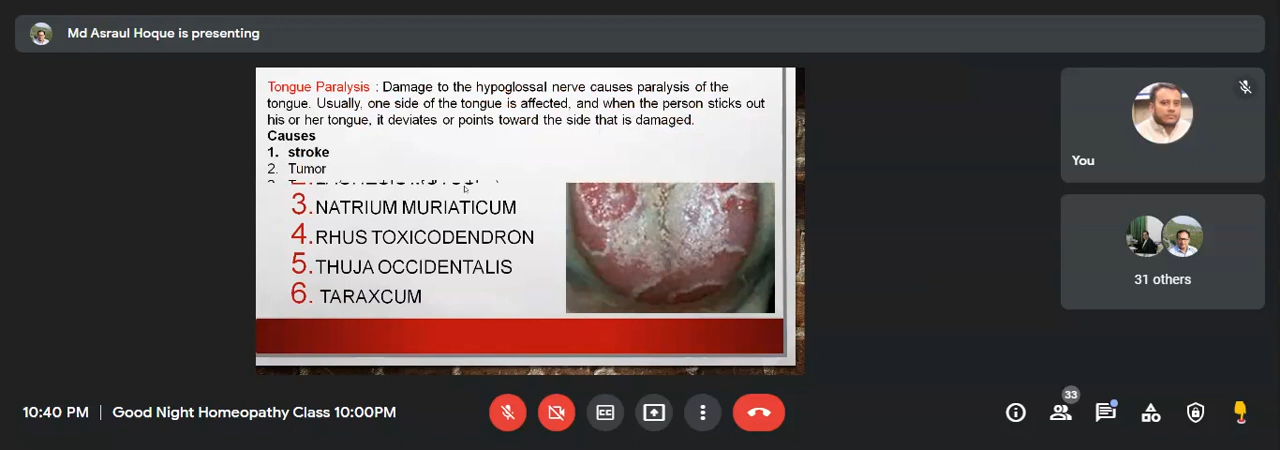 Md Asraul Hoque is presenting
Tongue Paralysis : Damage to the hypoglossal nerve causes paralysis of the
tongue. Usually, one side of the tongue is affected, and when the person sticks out
his or her tongue, it deviates or points toward the side that is damaged.
Causes
1. stroke
2. Tumor
3. NATRIUM MURIATICUM
4. RHUS TOXICODENDRON
5. THUJA OCCIDENTALIS
6. TARAXCUM
You
31 others
10:40 PM | Good Night Homeopathy Class 10:00PM
CC
33